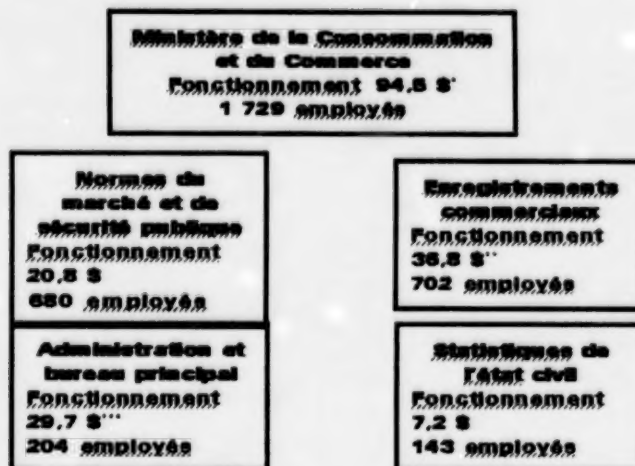 Ministère de la Consommation
et du Commerce
Fonctionnement 94,5 $*
1 729 employés
Normes du
marché et de
sécurité publique
Fonctionnement
20,8 $
680 employés
Enregistrements
commerciaux
Fonctionnement
36,8 $**
702 employés
Administration et
bureau principal
Fonctionnement
29,7 $***
204 employés
Statistiques de
l'état civil
Fonctionnement
7,2 $
143 employés